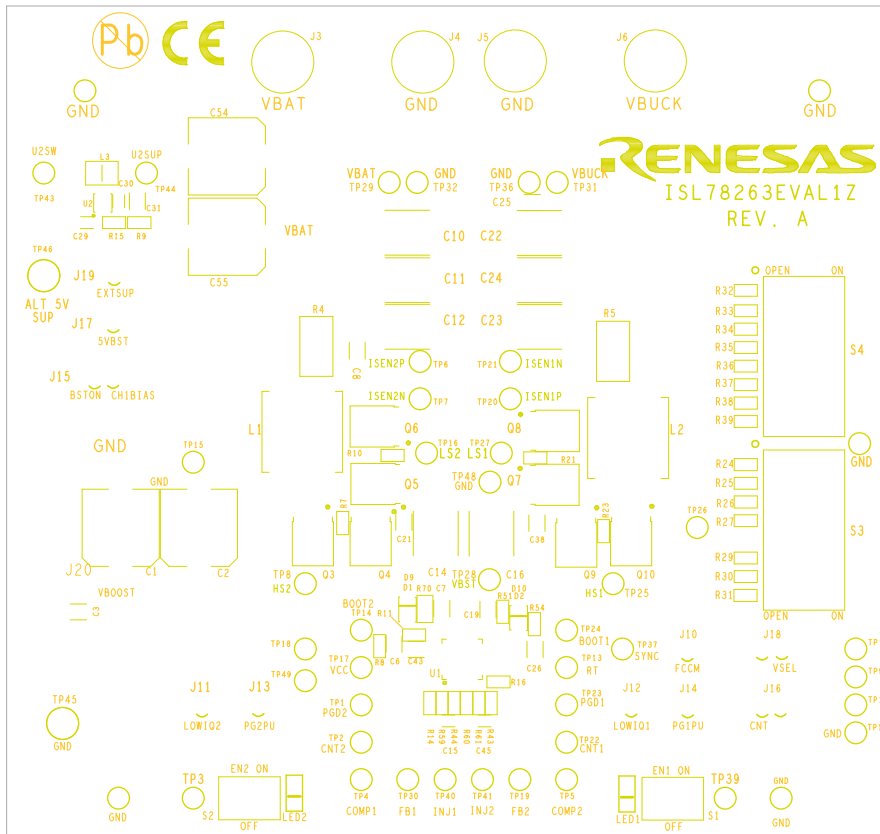 Pb CE
J3 J4 J5 J6
VBAT GND GND VBUCK
GND GND
C54
U2SW L3 U2SUP
TP43 TP44
C30
U2 C31
C29 R15 R9
VBAT
C55
VBAT GND GND VBUCK
TP29 TP32 TP36 TP31
C25
RENESAS
ISL78263EVAL1Z
REV. A
C10 C22
C11 C24
C12 C23
TP46
ALT 5V
SUP
J19
EXTSUP
J17
5VBST
J15
BSTON CH1BIAS
R4 R5
C8
ISEN2P TP6 TP21 ISEN1N
ISEN2N TP7 TP20 ISEN1P
OPEN ON
R32
R33
R34
R35
R36
R37
R38
R39
S4
GND
L1 L2
Q6 Q8
R10 TP16 LS2 LS1 TP27 R21
Q5 Q7
TP48
GND
GND
TP15
GND
R24
R25
R26
R27
R29
R30
R31
S3
OPEN ON
TP26
R7 R23
C21 C38
J20 C1 C2
VBOOST
C3
Q3 Q4 Q9 Q10
C14 TP28 C16
VBST
TP8
HS2
HS1
TP25
D9
D1 R70 C7
D10
R51 D2
R54
BOOT2
TP14
R11
C19
TP24
BOOT1
R8 C6 C43
C26
TP18
TP49
TP17
VCC
U1
R16
TP13
RT
TP37
SYNC
J10
FCCM
J18
VSEL
TP1
PGD2
TP23
PGD1
TP2
CNT2
TP22
CNT1
R14 R59 R44 R60 R61 R43
C15 C45
J11
LOWIQ2
J13
PG2PU
J12
LOWIQ1
J14
PG1PU
J16
CNT
GND
TP45
GND
GND
TP3
EN2 ON
S2 OFF
LED2
TP4 TP30 TP40 TP41 TP19 TP5
COMP1 FB1 INJ1 INJ2 FB2 COMP2
EN1 ON
LED1 OFF S1
TP39
GND
GND